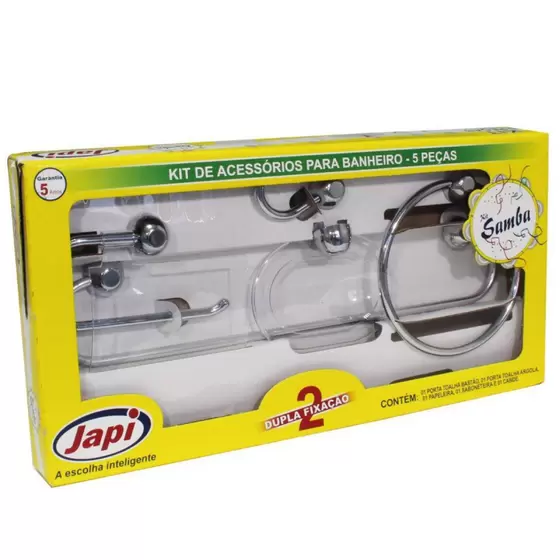 Garantia
5
Anos
KIT DE ACESSÓRIOS PARA BANHEIRO - 5 PEÇAS
Kit
Samba
Japi
Japi
A escolha inteligente
2
DUPLA FIXAÇÃO
CONTÉM:
01 PORTA TOALHA BASTÃO, 01 PORTA TOALHA ARGOLA,
01 PAPELEIRA, 01 SABONETEIRA E 01 CABIDE.